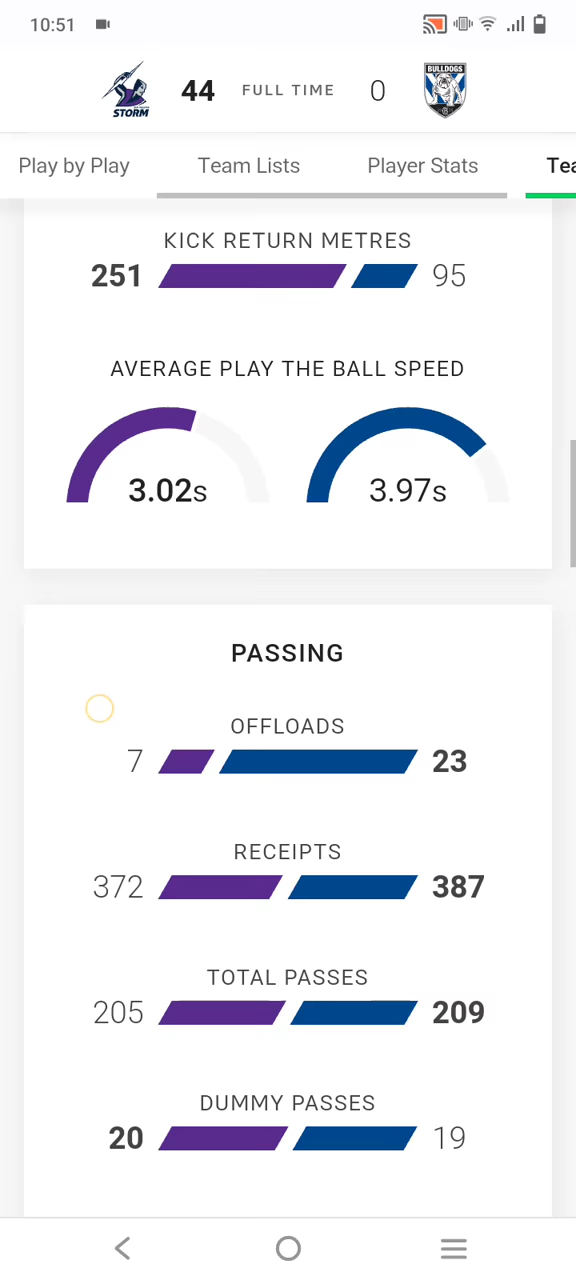 10:51
STORM
44 FULL TIME 0
BULLDOGS
Play by Play Team Lists Player Stats Tea
KICK RETURN METRES
251 95
AVERAGE PLAY THE BALL SPEED
3.02s 3.97s
PASSING
OFFLOADS
7 23
RECEIPTS
372 387
TOTAL PASSES
205 209
DUMMY PASSES
20 19